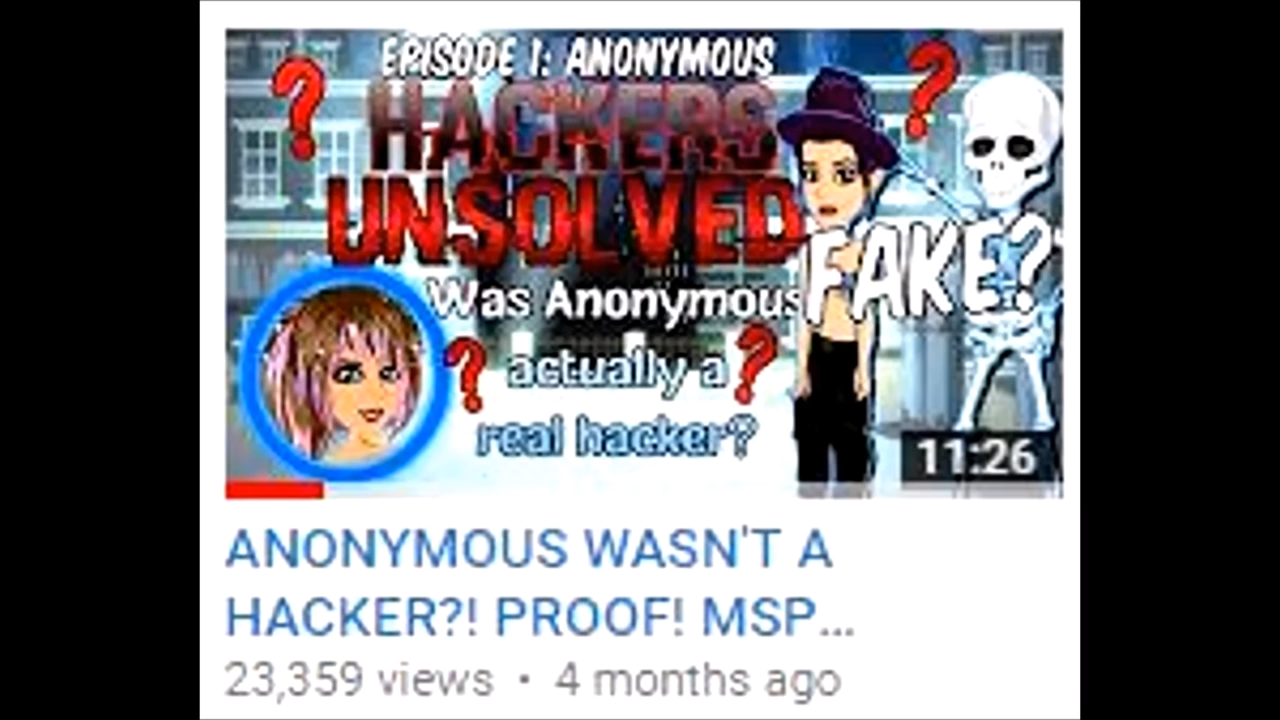 EPISODE 1: ANONYMOUS
HACKERS
UNSOLVED
FAKE?
Was Anonymous
? actually a ?
real hacker?
?
?
11:26
ANONYMOUS WASN'T A
HACKER?! PROOF! MSP...
23,359 views • 4 months ago